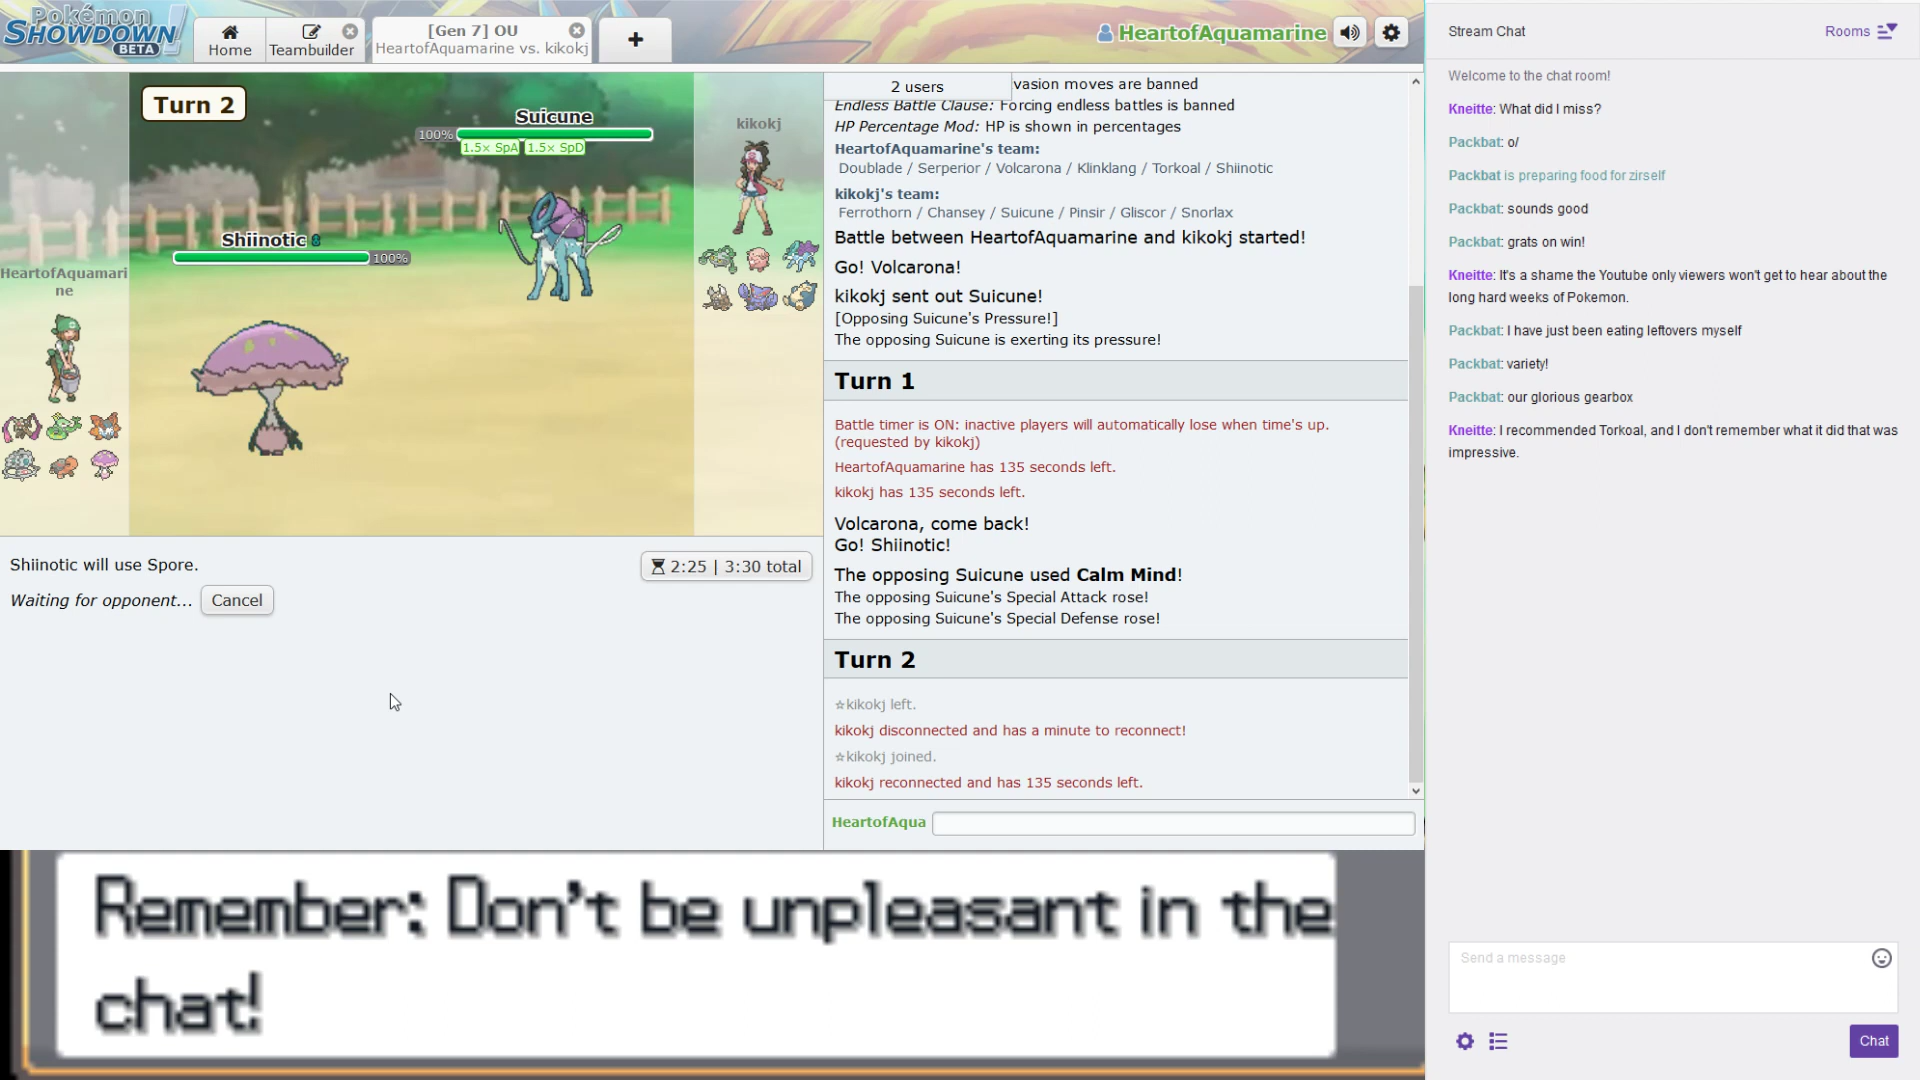 Pokémon
SHOWDOWN
BETA
Home
Teambuilder
[Gen 7] OU
HeartofAquamarine vs. kikokj
+
HeartofAquamarine
Turn 2
Suicune
100%
1.5× SpA 1.5× SpD
Shiinotic
100%
HeartofAquamari
ne
kikokj
Shiinotic will use Spore.
2:25 | 3:30 total
Waiting for opponent... Cancel
2 users
vasion moves are banned
Endless Battle Clause: Forcing endless battles is banned
HP Percentage Mod: HP is shown in percentages
HeartofAquamarine's team:
Doublade / Serperior / Volcarona / Klinklang / Torkoal / Shiinotic
kikokj's team:
Ferrothorn / Chansey / Suicune / Pinsir / Gliscor / Snorlax
Battle between HeartofAquamarine and kikokj started!
Go! Volcarona!
kikokj sent out Suicune!
[Opposing Suicune's Pressure!]
The opposing Suicune is exerting its pressure!
Turn 1
Battle timer is ON: inactive players will automatically lose when time's up.
(requested by kikokj)
HeartofAquamarine has 135 seconds left.
kikokj has 135 seconds left.
Volcarona, come back!
Go! Shiinotic!
The opposing Suicune used Calm Mind!
The opposing Suicune's Special Attack rose!
The opposing Suicune's Special Defense rose!
Turn 2
☆kikokj left.
kikokj disconnected and has a minute to reconnect!
☆kikokj joined.
kikokj reconnected and has 135 seconds left.
HeartofAqua
Remember: Don't be unpleasant in the
chat!
Stream Chat
Rooms
Welcome to the chat room!
Kneitte: What did I miss?
Packbat: o/
Packbat is preparing food for zirself
Packbat: sounds good
Packbat: grats on win!
Kneitte: It's a shame the Youtube only viewers won't get to hear about the
long hard weeks of Pokemon.
Packbat: I have just been eating leftovers myself
Packbat: variety!
Packbat: our glorious gearbox
Kneitte: I recommended Torkoal, and I don't remember what it did that was
impressive.
Send a message
Chat